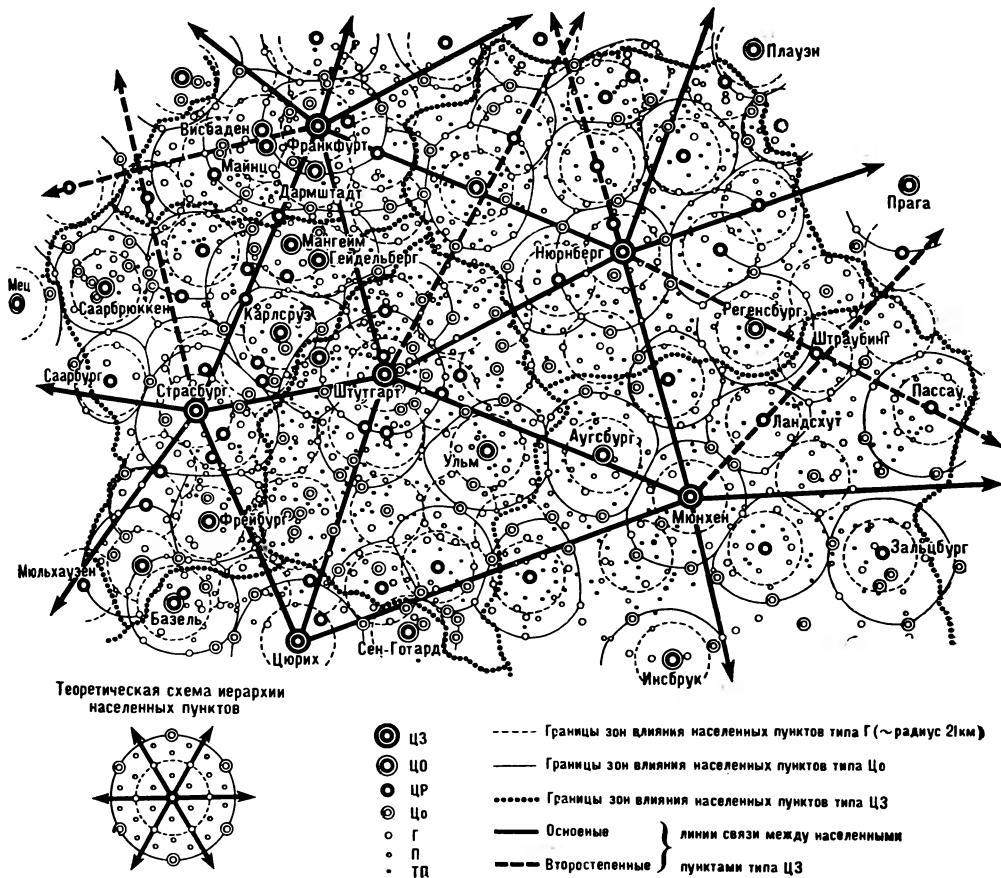 Плауэн
Висбаден
Франкфурт
Майнц
Дармштадт
Прага
Мангейм
Гейдельберг
Нюрнберг
Мец
Саарбрюккен
Карлсруэ
Регенсбург
Штраубинг
Саарбург
Страсбург
Штутгарт
Пассау
Ландсхут
Аугсбург
Ульм
Мюнхен
Фрейбург
Зальцбург
Мюльхаузен
Базель
Цюрих
Сен-Готард
Инсбрук
Теоретическая схема иерархии
населенных пунктов
ЦЗ
ЦО
ЦР
Цо
Г
П
ТП
Границы зон влияния населенных пунктов типа Г (~радиус 21км)
Границы зон влияния населенных пунктов типа Цо
Границы зон влияния населенных пунктов типа ЦЗ
Основные
Второстепенные
линии связи между населенными
пунктами типа ЦЗ